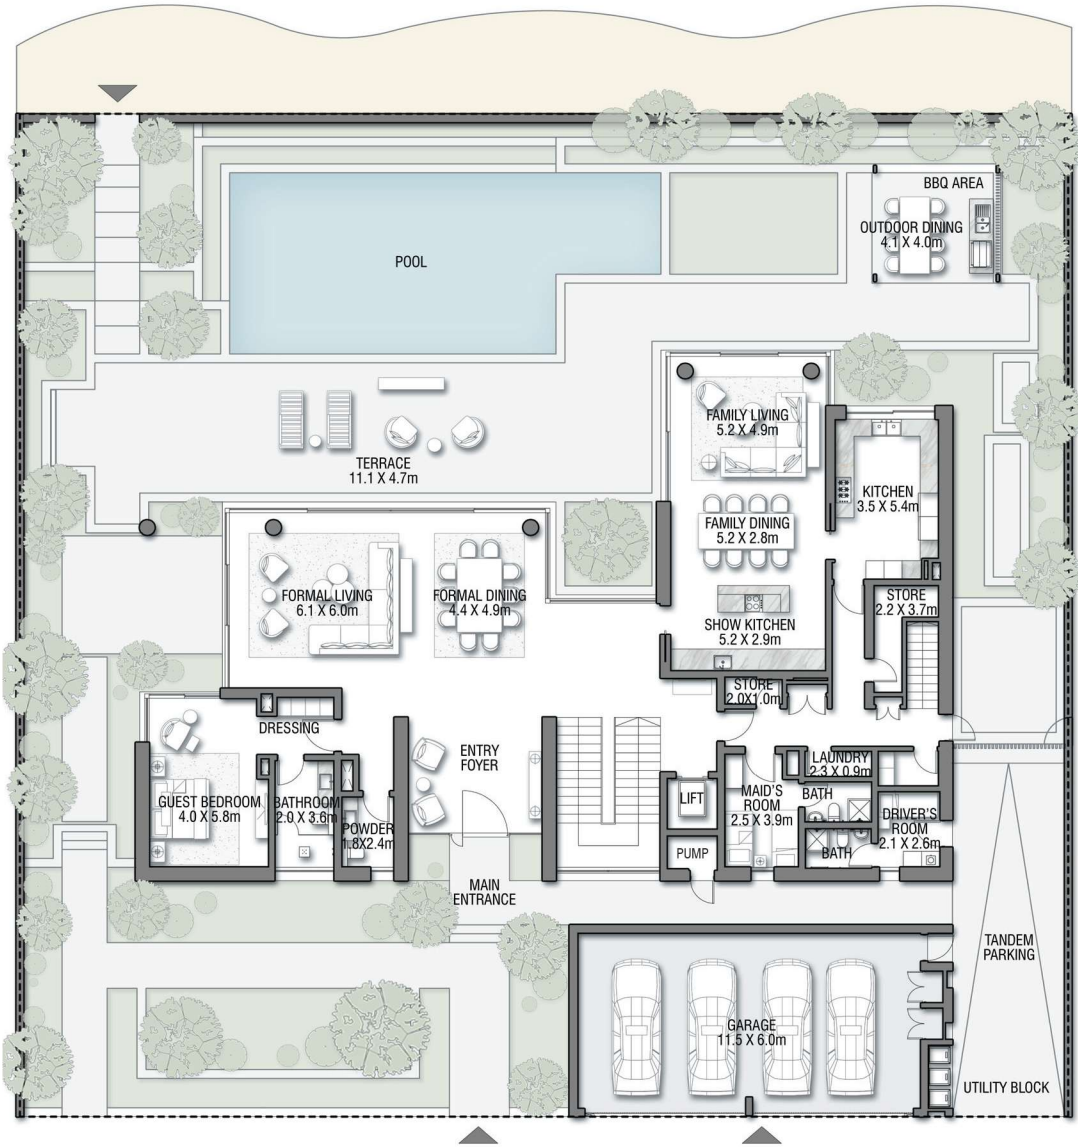 BBQ AREA
OUTDOOR DINING
4.1 X 4.0m
POOL
FAMILY LIVING
5.2 X 4.9m
TERRACE
11.1 X 4.7m
KITCHEN
3.5 X 5.4m
FAMILY DINING
5.2 X 2.8m
FORMAL LIVING
6.1 X 6.0m
FORMAL DINING
4.4 X 4.9m
STORE
2.2 X 3.7m
SHOW KITCHEN
5.2 X 2.9m
STORE
2.0X1.0m
DRESSING
ENTRY
FOYER
LAUNDRY
2.3 X 0.9m
GUEST BEDROOM
4.0 X 5.8m
BATHROOM
2.0 X 3.6m
POWDER
1.8X2.4m
LIFT
MAID'S
ROOM
2.5 X 3.9m
BATH
DRIVER'S
ROOM
2.1 X 2.6m
PUMP
BATH
MAIN
ENTRANCE
TANDEM
PARKING
GARAGE
11.5 X 6.0m
UTILITY BLOCK